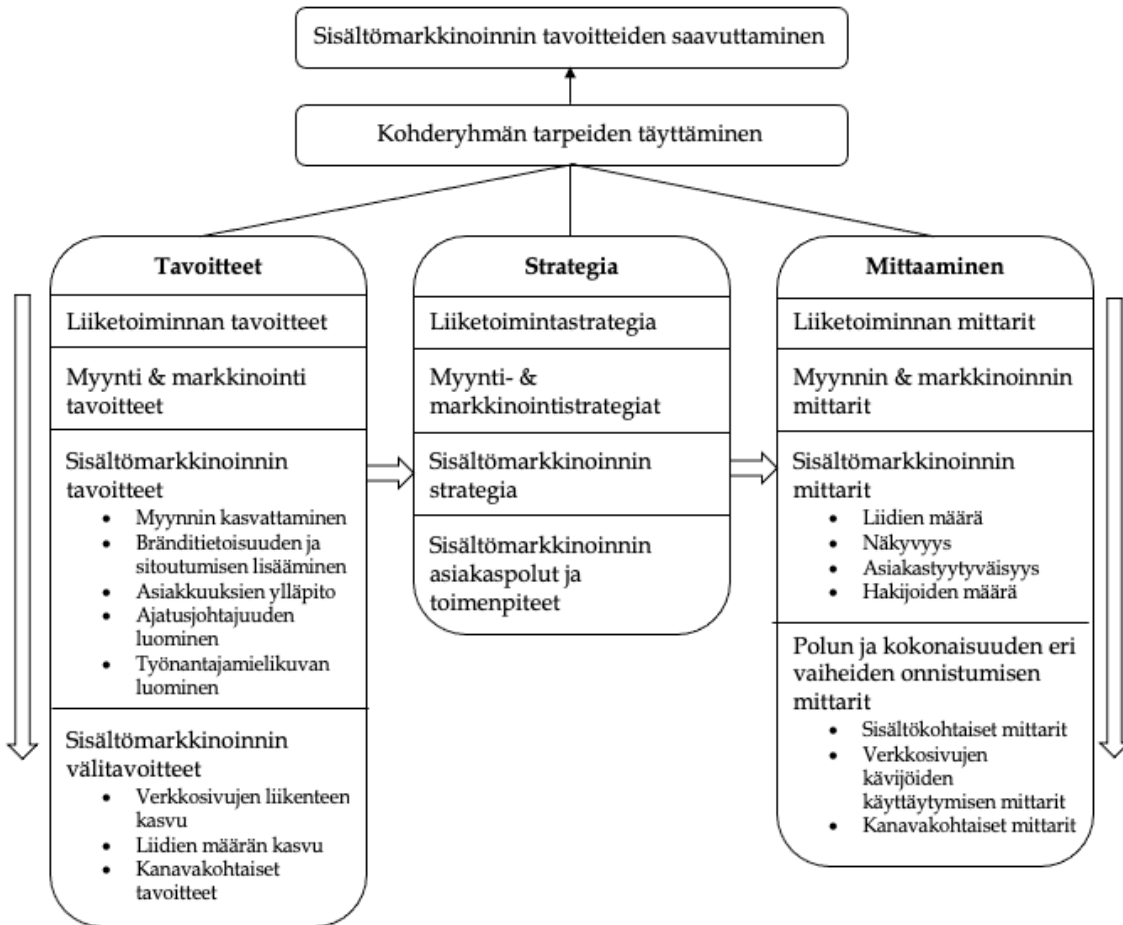 Sisältömarkkinoinnin tavoitteiden saavuttaminen
Kohderyhmän tarpeiden täyttäminen
Tavoitteet
Liiketoiminnan tavoitteet
Myynti & markkinointi
tavoitteet
Sisältömarkkinoinnin
tavoitteet
• Myynnin kasvattaminen
• Bränditietoisuuden ja
sitoutumisen lisääminen
• Asiakkuuksien ylläpito
• Ajatusjohtajuuden
luominen
• Työnantajamielikuvan
luominen
Sisältömarkkinoinnin
välitavoitteet
• Verkkosivujen liikenteen
kasvu
• Liidien määrän kasvu
• Kanavakohtaiset
tavoitteet
Strategia
Liiketoimintastrategia
Myynti- &
markkinointistrategiat
Sisältömarkkinoinnin
strategia
Sisältömarkkinoinnin
asiakaspolut ja
toimenpiteet
Mittaaminen
Liiketoiminnan mittarit
Myynnin & markkinoinnin
mittarit
Sisältömarkkinoinnin
mittarit
• Liidien määrä
• Näkyvyys
• Asiakastyytyväisyys
• Hakijoiden määrä
Polun ja kokonaisuuden eri
vaiheiden onnistumisen
mittarit
• Sisältökohtaiset mittarit
• Verkkosivujen
kävijöiden
käyttäytymisen mittarit
• Kanavakohtaiset mittarit